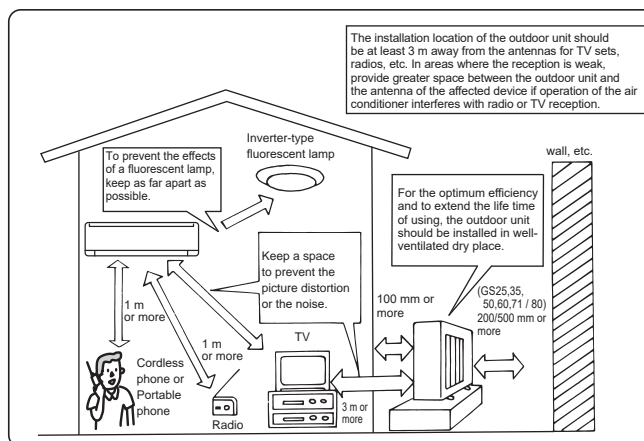 The installation location of the outdoor unit should
be at least 3 m away from the antennas for TV sets,
radios, etc. In areas where the reception is weak,
provide greater space between the outdoor unit and
the antenna of the affected device if operation of the air
conditioner interferes with radio or TV reception.
Inverter-type
fluorescent lamp
wall, etc.
To prevent the effects
of a fluorescent lamp,
keep as far apart as
possible.
For the optimum efficiency
and to extend the life time
of using, the outdoor unit
should be installed in well-
ventilated dry place.
Keep a space
to prevent the
picture distortion
or the noise.
100 mm or
more
(GS25,35,
50,60,71 / 80)
200/500 mm or
more
1 m
or more
1 m
or more
TV
Cordless
phone or
Portable
phone
Radio
3 m or
more